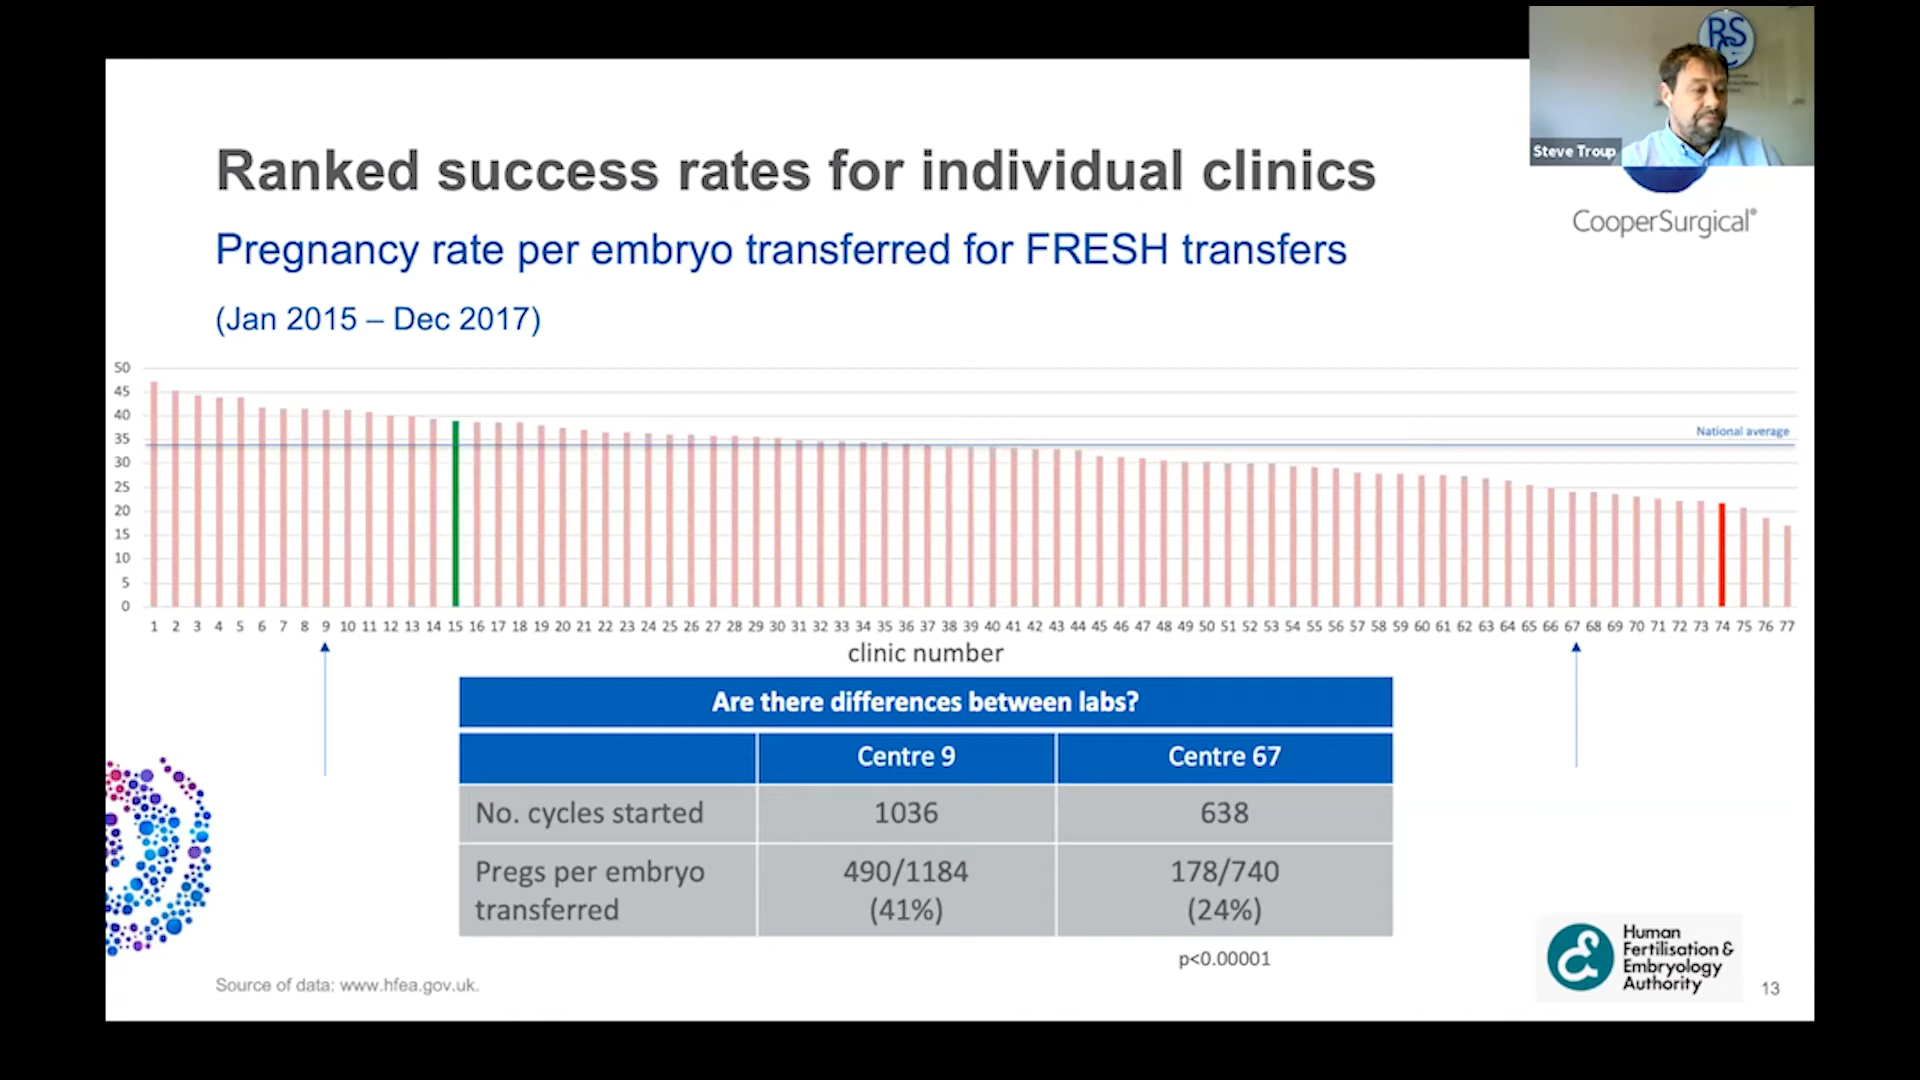 RSC
Steve Troup
CooperSurgical®
Ranked success rates for individual clinics
Pregnancy rate per embryo transferred for FRESH transfers
(Jan 2015 – Dec 2017)
50
45
40
35
30
25
20
15
10
5
0
National average
1 2 3 4 5 6 7 8 9 10 11 12 13 14 15 16 17 18 19 20 21 22 23 24 25 26 27 28 29 30 31 32 33 34 35 36 37 38 39 40 41 42 43 44 45 46 47 48 49 50 51 52 53 54 55 56 57 58 59 60 61 62 63 64 65 66 67 68 69 70 71 72 73 74 75 76 77
clinic number
Are there differences between labs?
Centre 9 Centre 67
No. cycles started 1036 638
Pregs per embryo 490/1184 178/740
transferred (41%) (24%)
p<0.00001
Source of data: www.hfea.gov.uk.
Human
Fertilisation &
Embryology
Authority
13